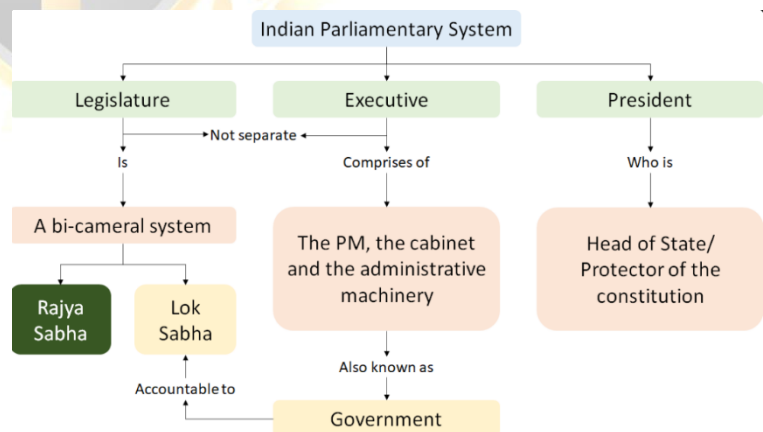 Indian Parliamentary System
Legislature
Executive
President
Not separate
Is
Comprises of
Who is
A bi-cameral system
The PM, the cabinet
and the administrative
machinery
Head of State/
Protector of the
constitution
Rajya
Sabha
Lok
Sabha
Also known as
Accountable to
Government